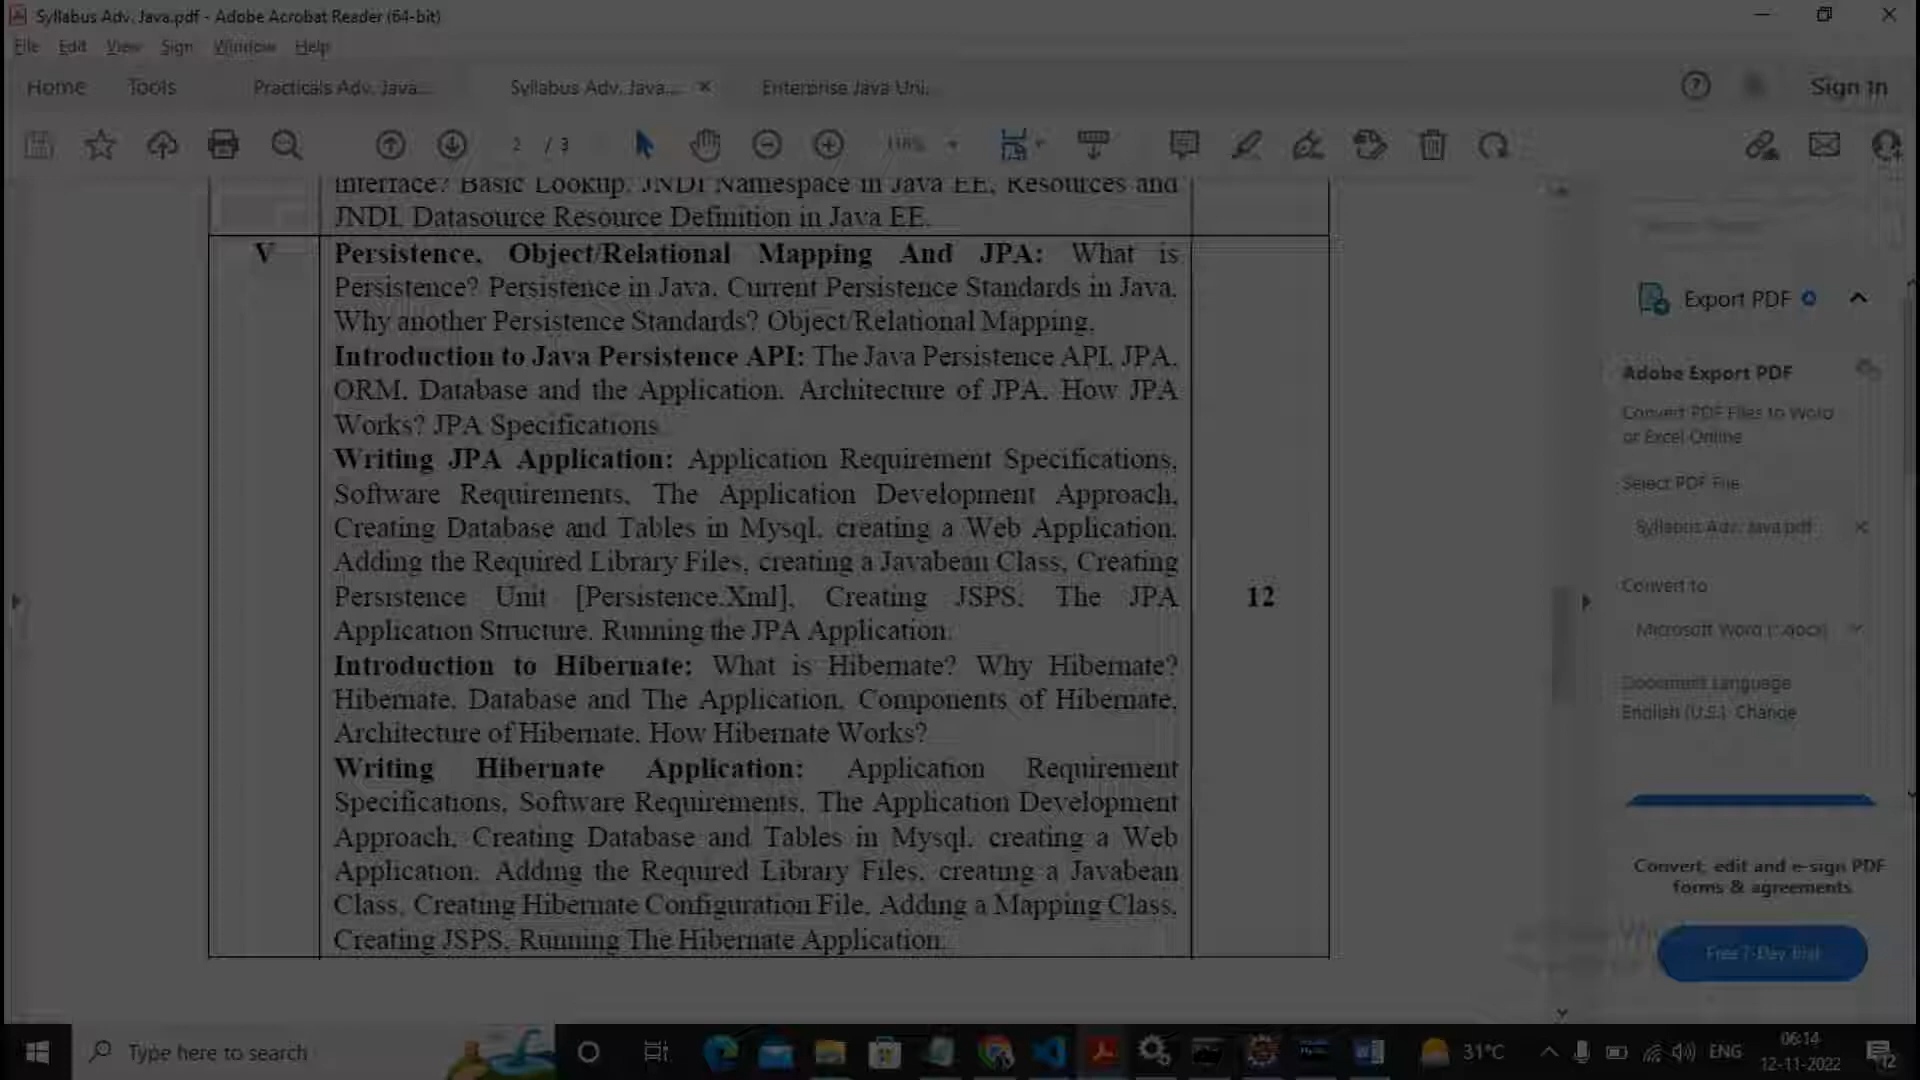 Syllabus Adv. Java.pdf - Adobe Acrobat Reader (64-bit)
File Edit View Sign Window Help
Home Tools Practicals Adv. Java... Syllabus Adv. Java... Enterprise Java Uni... Sign In
2 / 3 118%
Interface? Basic Lookup, JNDI Namespace in Java EE, Resources and
JNDI, Datasource Resource Definition in Java EE.
V Persistence, Object/Relational Mapping And JPA: What is
Persistence? Persistence in Java, Current Persistence Standards in Java,
Why another Persistence Standards? Object/Relational Mapping,
Introduction to Java Persistence API: The Java Persistence API, JPA,
ORM, Database and the Application, Architecture of JPA, How JPA
Works? JPA Specifications.
Writing JPA Application: Application Requirement Specifications,
Software Requirements, The Application Development Approach,
Creating Database and Tables in Mysql, creating a Web Application,
Adding the Required Library Files, creating a Javabean Class, Creating
Persistence Unit [Persistence.Xml], Creating JSPS, The JPA
Application Structure, Running the JPA Application.
12
Introduction to Hibernate: What is Hibernate? Why Hibernate?
Hibernate, Database and The Application, Components of Hibernate,
Architecture of Hibernate, How Hibernate Works?
Writing Hibernate Application: Application Requirement
Specifications, Software Requirements, The Application Development
Approach, Creating Database and Tables in Mysql, creating a Web
Application, Adding the Required Library Files, creating a Javabean
Class, Creating Hibernate Configuration File, Adding a Mapping Class,
Creating JSPS, Running The Hibernate Application.
Export PDF
Adobe Export PDF
Convert PDF Files to Word
or Excel Online
Select PDF File
Syllabus Adv. Java.pdf
Convert to
Microsoft Word (*.docx)
Document Language:
English (U.S.) Change
Convert, edit and e-sign PDF
forms & agreements
Free 7-Day Trial
Type here to search
31°C ENG 06:14
12-11-2022
12